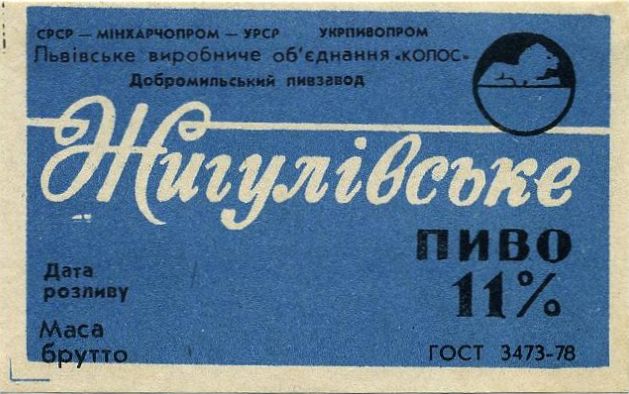 СРСР — МІНХАРЧОПРОМ — УРСР УКРПИВОПРОМ
Львівське виробниче об'єднання «КОЛОС»
Добромильський пивзавод
Жигулівське
ПИВО
11%
Дата
розливу
Маса
брутто
ГОСТ 3473-78